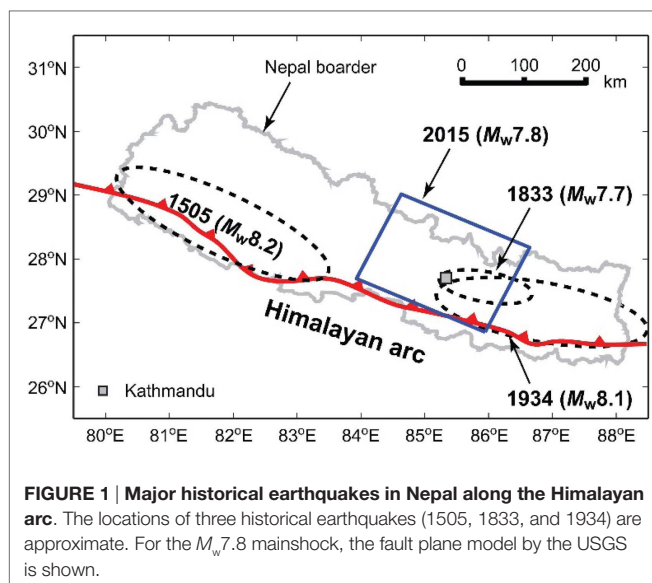 31°N
30°N
29°N
28°N
27°N
26°N
Nepal boarder
0 100 200
km
2015 (Mw7.8)
1833 (Mw7.7)
1505 (Mw8.2)
Himalayan arc
1934 (Mw8.1)
Kathmandu
80°E 81°E 82°E 83°E 84°E 85°E 86°E 87°E 88°E
FIGURE 1 | Major historical earthquakes in Nepal along the Himalayan
arc. The locations of three historical earthquakes (1505, 1833, and 1934) are
approximate. For the Mw7.8 mainshock, the fault plane model by the USGS
is shown.